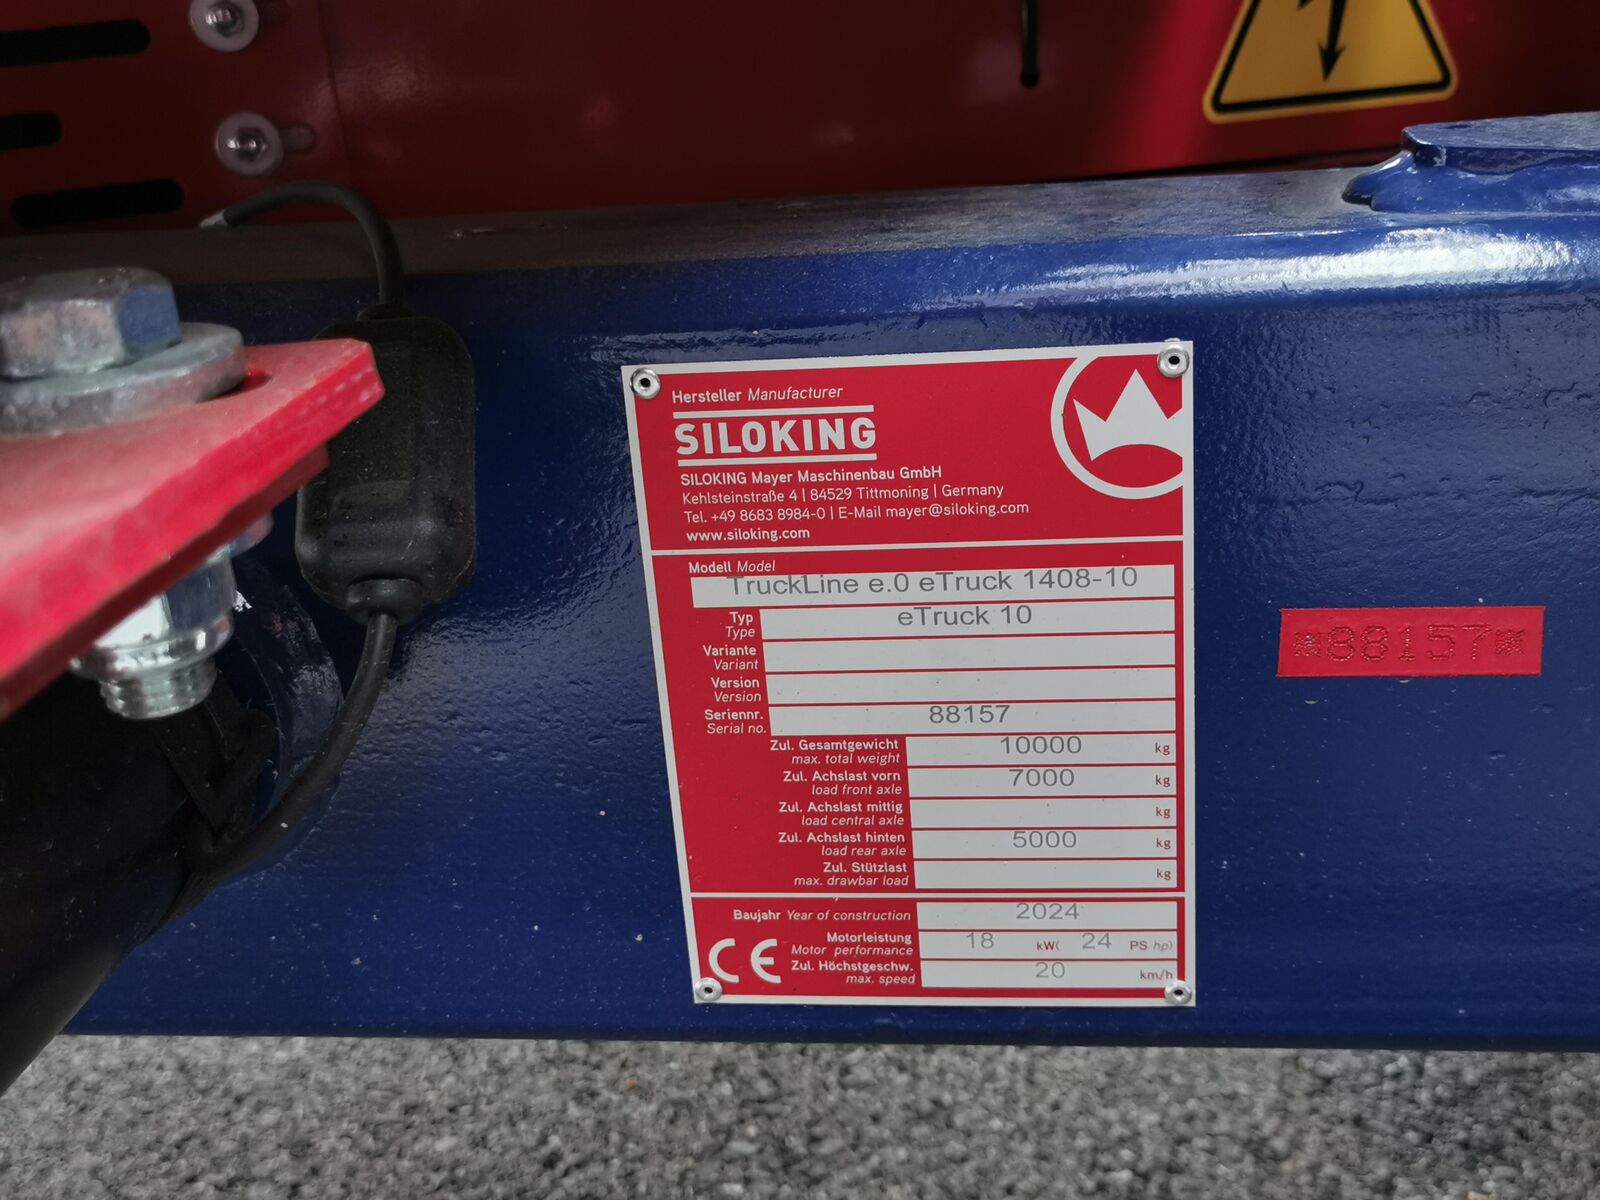 Hersteller Manufacturer
SILOKING
SILOKING Mayer Maschinenbau GmbH
Kehlsteinstraße 4 | 84529 Tittmoning | Germany
Tel. +49 8683 8984-0 | E-Mail mayer@siloking.com
www.siloking.com
Modell Model
TruckLine e.0 eTruck 1408-10
Typ
Type
eTruck 10
Variante
Variant
Version
Version
Seriennr.
Serial no.
88157
Zul. Gesamtgewicht
max. total weight
10000 kg
Zul. Achslast vorn
load front axle
7000 kg
Zul. Achslast mittig
load central axle
kg
Zul. Achslast hinten
load rear axle
5000 kg
Zul. Stützlast
max. drawbar load
kg
Baujahr Year of construction 2024
Motorleistung
Motor performance
18 kW( 24 PS hp)
Zul. Höchstgeschw.
max. speed
20 km/h
CE
*88157*